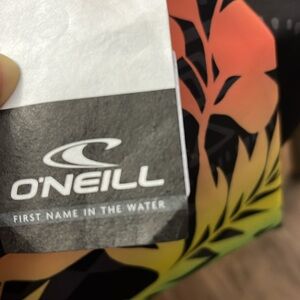 O'NEILL
FIRST NAME IN THE WATER